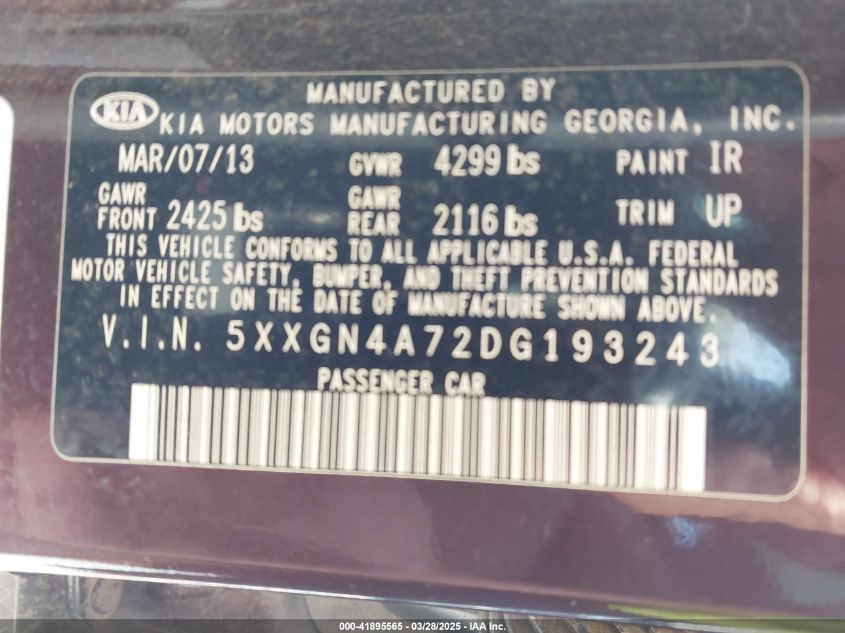 MANUFACTURED BY
KIA KIA MOTORS MANUFACTURING GEORGIA, INC.
MAR/07/13 GVWR 4299 lbs PAINT IR
GAWR FRONT 2425 lbs GAWR REAR 2116 lbs TRIM UP
THIS VEHICLE CONFORMS TO ALL APPLICABLE U.S.A. FEDERAL
MOTOR VEHICLE SAFETY, BUMPER, AND THEFT PREVENTION STANDARDS
IN EFFECT ON THE DATE OF MANUFACTURE SHOWN ABOVE.
V.I.N. 5XXGN4A72DG193243
PASSENGER CAR
000-41895565 - 03/28/2025 - IAA, Inc.